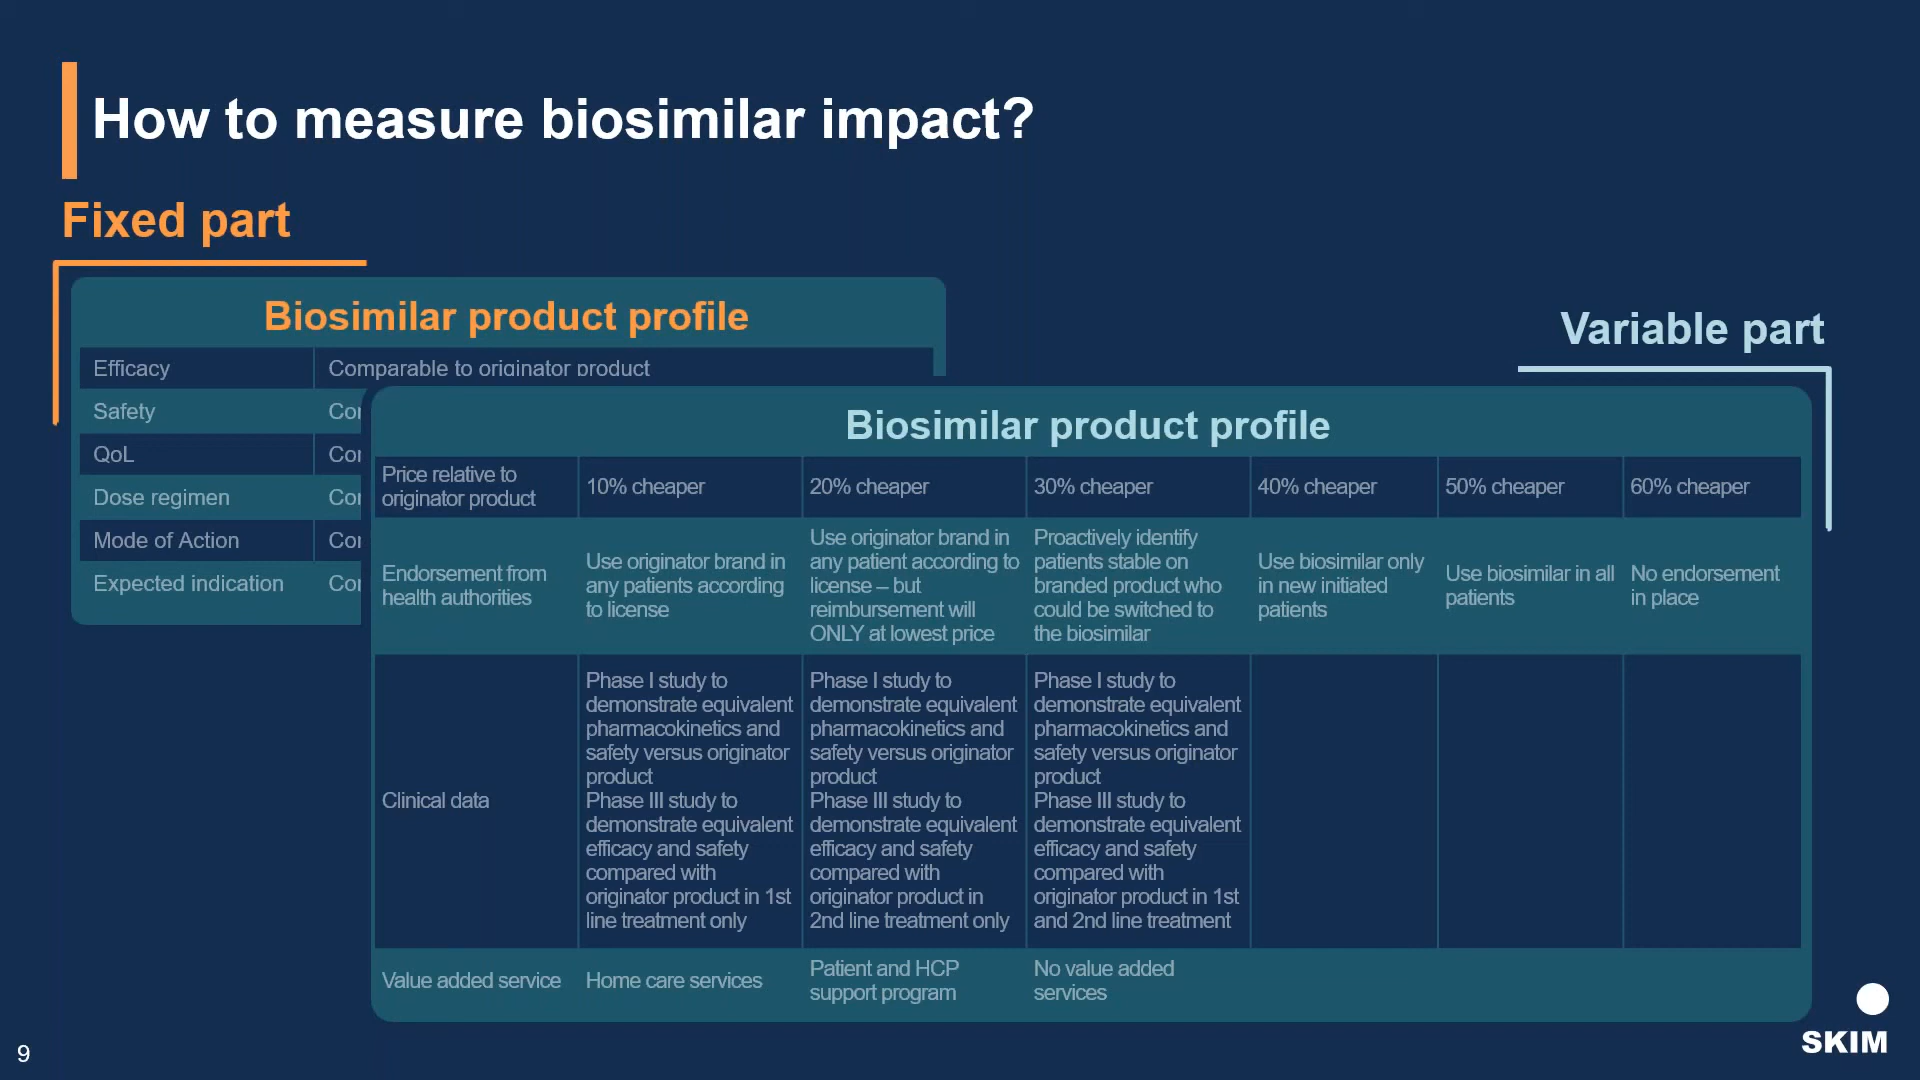 How to measure biosimilar impact?
Fixed part
Biosimilar product profile
Efficacy
Comparable to originator product
Safety
QoL
Dose regimen
Mode of Action
Expected indication
Variable part
Biosimilar product profile
Price relative to
originator product
10% cheaper
20% cheaper
30% cheaper
40% cheaper
50% cheaper
60% cheaper
Endorsement from
health authorities
Use originator brand in
any patients according
to license
Use originator brand in
any patient according to
license – but
reimbursement will
ONLY at lowest price
Proactively identify
patients stable on
branded product who
could be switched to
the biosimilar
Use biosimilar only
in new initiated
patients
Use biosimilar in all
patients
No endorsement
in place
Clinical data
Phase I study to
demonstrate equivalent
pharmacokinetics and
safety versus originator
product
Phase III study to
demonstrate equivalent
efficacy and safety
compared with
originator product in 1st
line treatment only
Phase I study to
demonstrate equivalent
pharmacokinetics and
safety versus originator
product
Phase III study to
demonstrate equivalent
efficacy and safety
compared with
originator product in
2nd line treatment only
Phase I study to
demonstrate equivalent
pharmacokinetics and
safety versus originator
product
Phase III study to
demonstrate equivalent
efficacy and safety
compared with
originator product in 1st
and 2nd line treatment
Value added service
Home care services
Patient and HCP
support program
No value added
services
SKIM
9